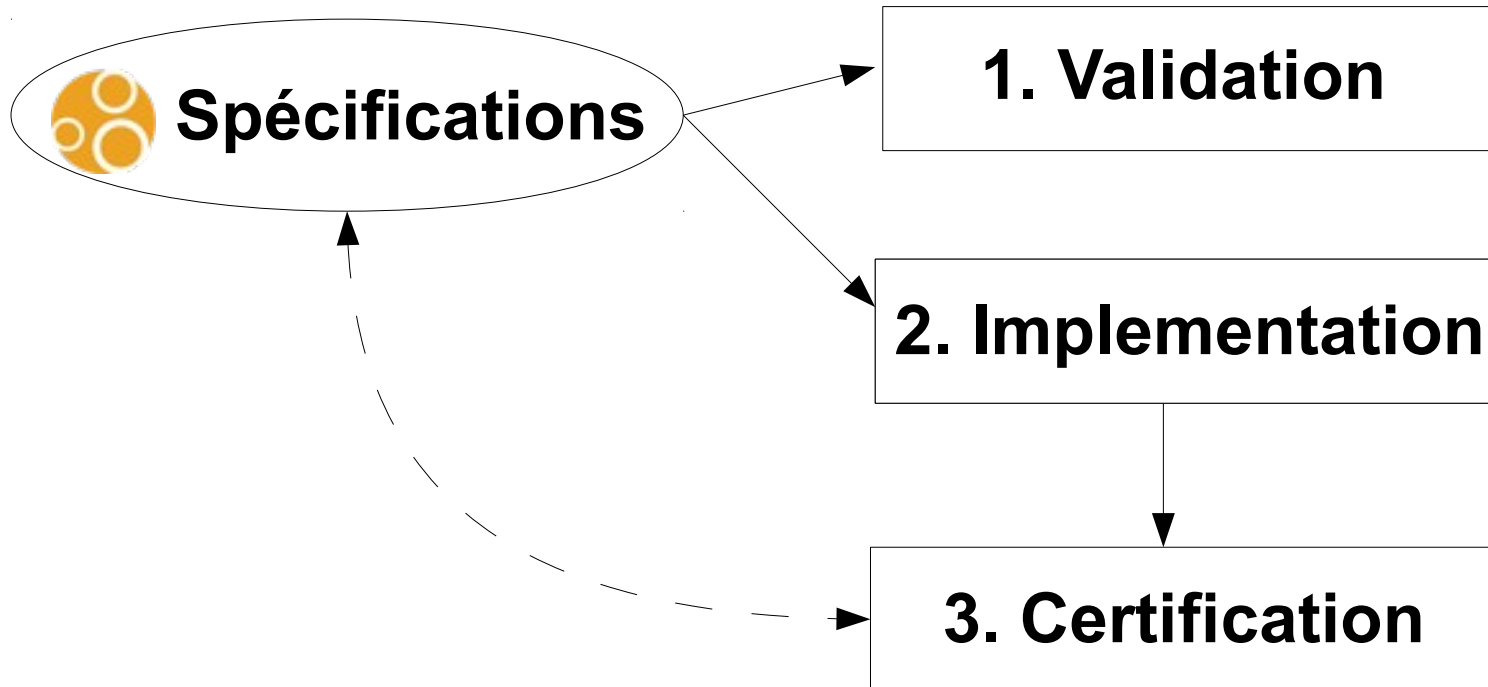 Spécifications
1. Validation
2. Implementation
3. Certification